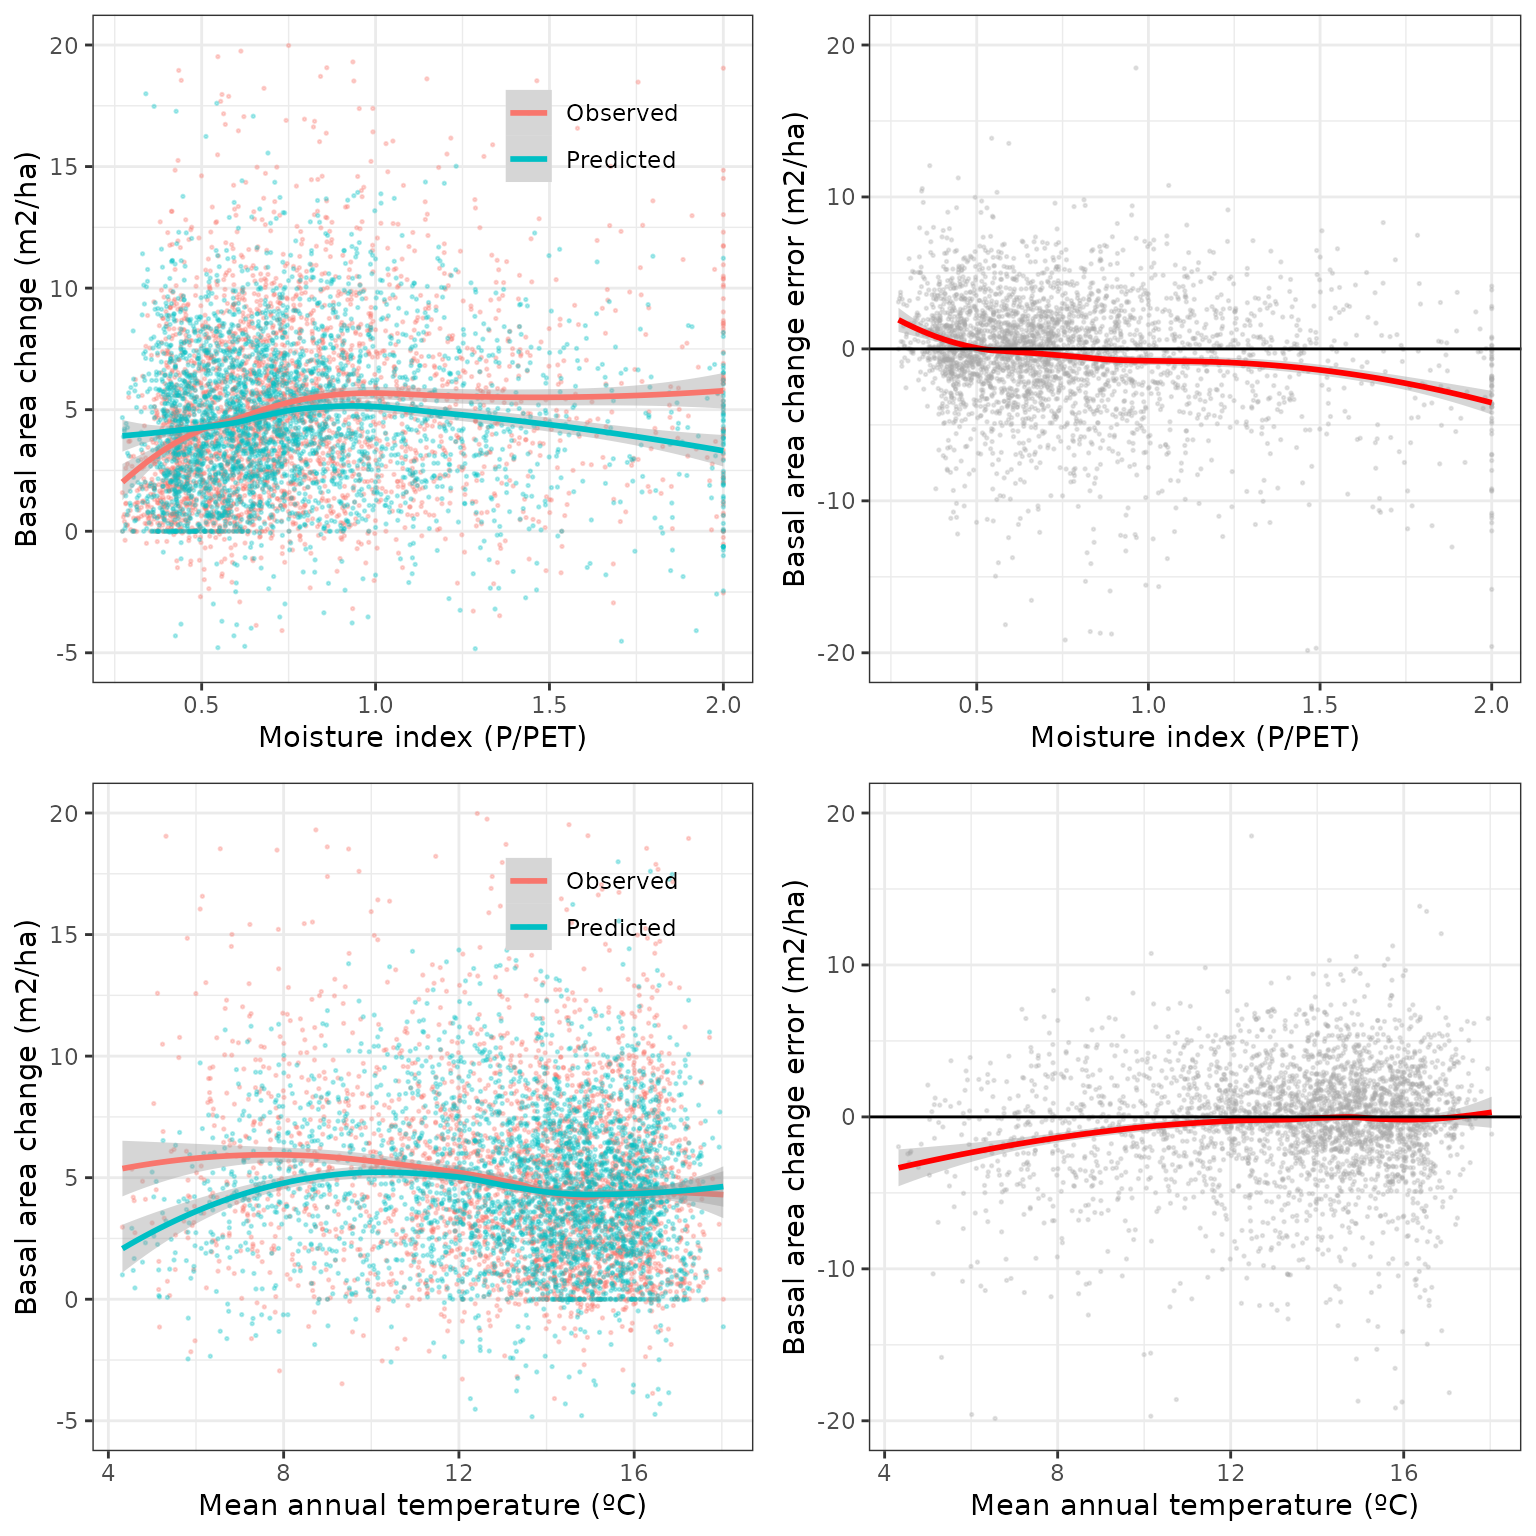 Basal area change (m2/ha)
20
15
10
5
0
-5
Observed
Predicted
0.5 1.0 1.5 2.0
Moisture index (P/PET)
Basal area change error (m2/ha)
20
10
0
-10
-20
0.5 1.0 1.5 2.0
Moisture index (P/PET)
Basal area change (m2/ha)
20
15
10
5
0
-5
Observed
Predicted
4 8 12 16
Mean annual temperature (ºC)
Basal area change error (m2/ha)
20
10
0
-10
-20
4 8 12 16
Mean annual temperature (ºC)